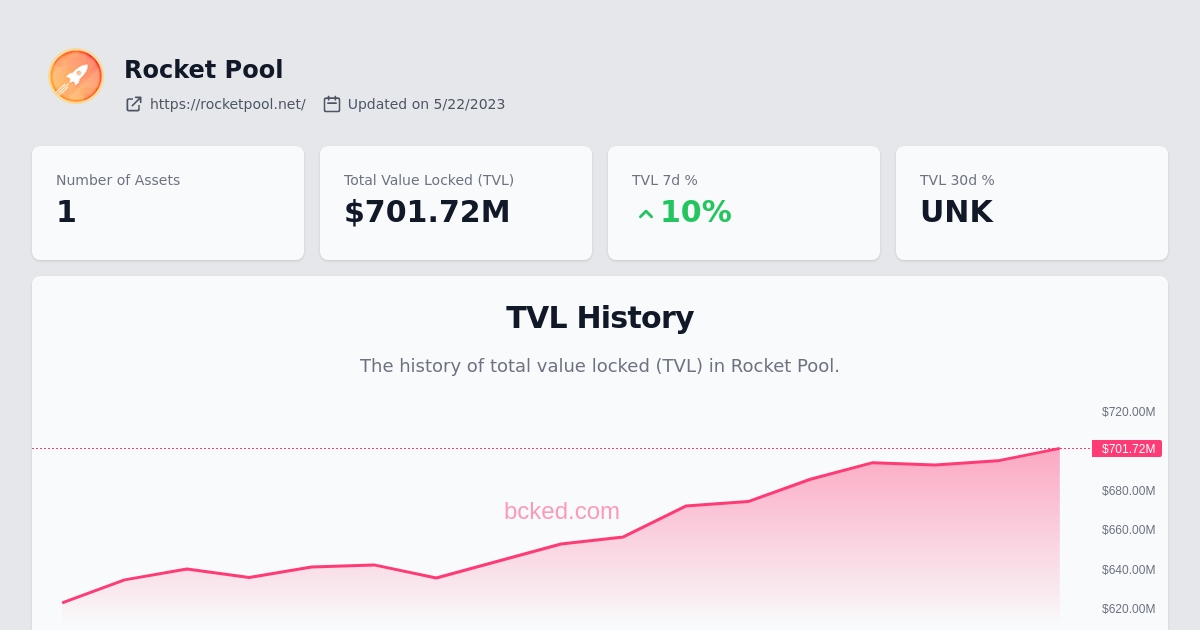 Rocket Pool
https://rocketpool.net/ Updated on 5/22/2023
Number of Assets
1
Total Value Locked (TVL)
$701.72M
TVL 7d %
10%
TVL 30d %
UNK
TVL History
The history of total value locked (TVL) in Rocket Pool.
$720.00M
$701.72M
$680.00M
bcked.com
$660.00M
$640.00M
$620.00M